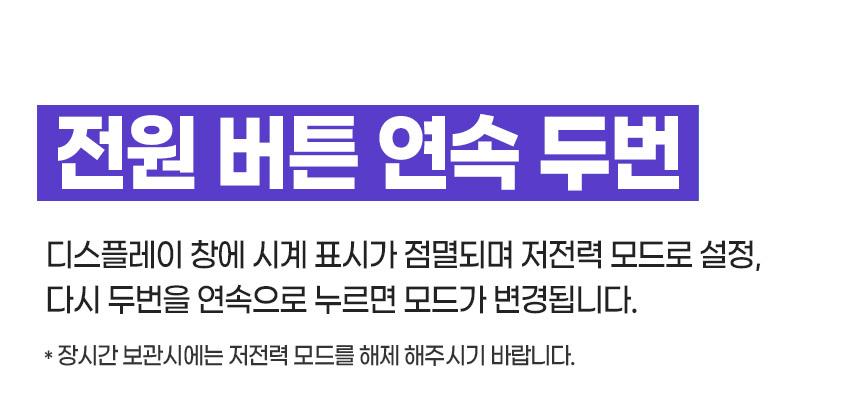 전원 버튼 연속 두번
디스플레이 창에 시계 표시가 점멸되며 저전력 모드로 설정,
다시 두번을 연속으로 누르면 모드가 변경됩니다.
* 장시간 보관시에는 저전력 모드를 해제 해주시기 바랍니다.